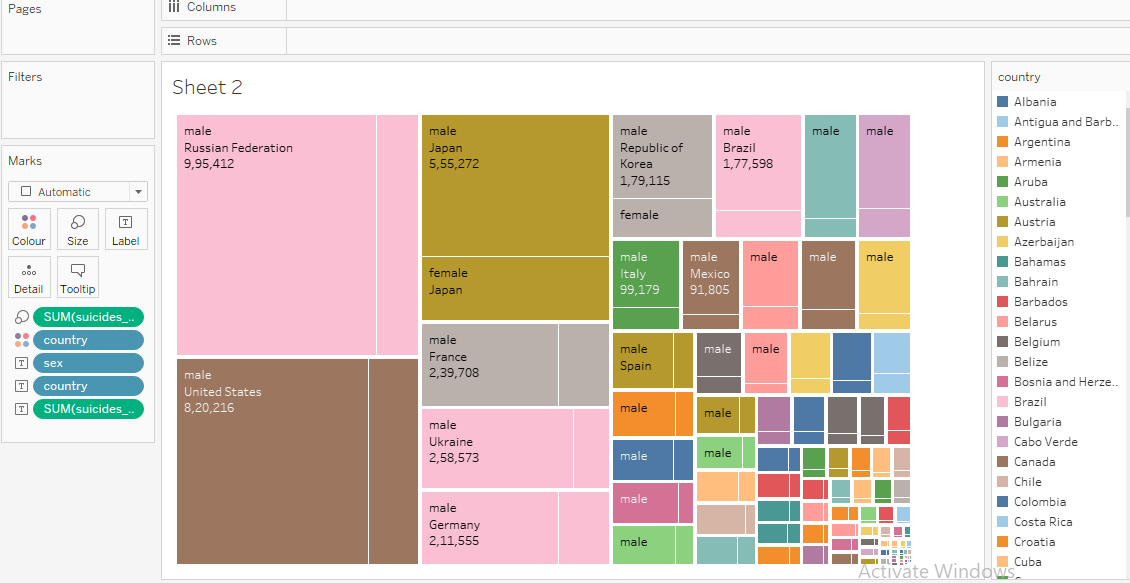 Pages
Columns
Rows
Filters
Marks
Automatic
Colour
Size
Label
Detail
Tooltip
SUM(suicides_..
country
sex
country
SUM(suicides_..
Sheet 2
male
Russian Federation
9,95,412
male
United States
8,20,216
male
Japan
5,55,272
female
Japan
male
France
2,39,708
male
Ukraine
2,58,573
male
Germany
2,11,555
male
Republic of
Korea
1,79,115
female
male
Brazil
1,77,598
male
male
male
Italy
99,179
male
Mexico
91,805
male
male
male
male
Spain
male
male
male
male
male
male
male
male
country
Albania
Antigua and Barb..
Argentina
Armenia
Aruba
Australia
Austria
Azerbaijan
Bahamas
Bahrain
Barbados
Belarus
Belgium
Belize
Bosnia and Herze..
Brazil
Bulgaria
Cabo Verde
Canada
Chile
Colombia
Costa Rica
Croatia
Cuba
Activate Windows